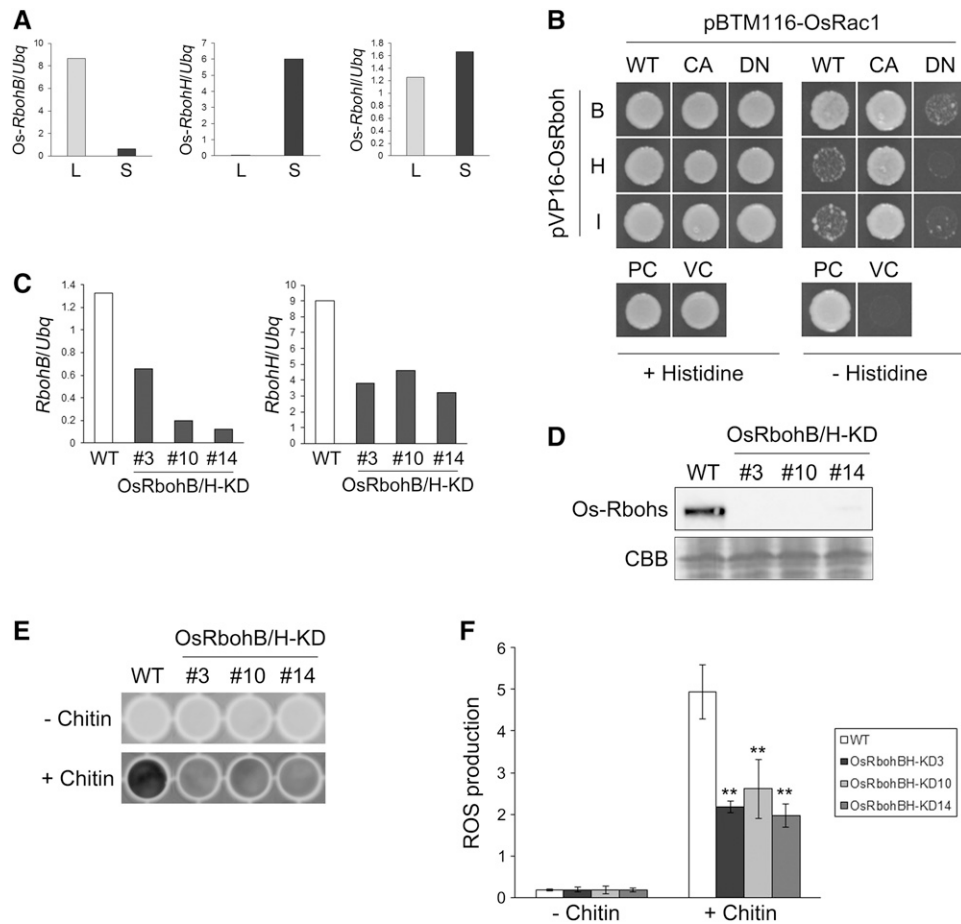 A
Os-RbohB/Ubq
10
8
6
4
2
0
L S
Os-RbohH/Ubq
6
5
4
3
2
1
0
L S
Os-RbohI/Ubq
1.8
1.6
1.4
1.2
1
0.8
0.6
0.4
0.2
0
L S
B
pBTM116-OsRac1
WT CA DN WT CA DN
pVP16-OsRboh
B
H
I
PC VC PC VC
+ Histidine - Histidine
C
RbohB/Ubq
1.4
1.2
1
0.8
0.6
0.4
0.2
0
WT #3 #10 #14
OsRbohB/H-KD
RbohH/Ubq
10
9
8
7
6
5
4
3
2
1
0
WT #3 #10 #14
OsRbohB/H-KD
D
OsRbohB/H-KD
WT #3 #10 #14
Os-Rbohs
CBB
E
OsRbohB/H-KD
WT #3 #10 #14
- Chitin
+ Chitin
F
ROS production
6
5
4
3
2
1
0
** ** **
- Chitin + Chitin
WT
OsRbohBH-KD3
OsRbohBH-KD10
OsRbohBH-KD14